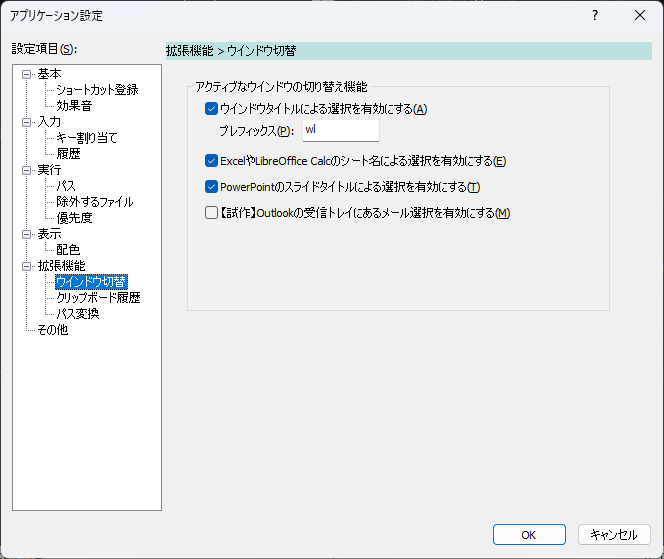 アプリケーション設定
設定項目(S):
基本
ショートカット登録
効果音
入力
キー割り当て
履歴
実行
パス
除外するファイル
優先度
表示
配色
拡張機能
ウインドウ切替
クリップボード履歴
パス変換
その他
拡張機能 > ウインドウ切替
アクティブなウインドウの切り替え機能
ウインドウタイトルによる選択を有効にする(A)
プレフィックス(P): wl
ExcelやLibreOffice Calcのシート名による選択を有効にする(E)
PowerPointのスライドタイトルによる選択を有効にする(T)
【試作】Outlookの受信トレイにあるメール選択を有効にする(M)
OK キャンセル